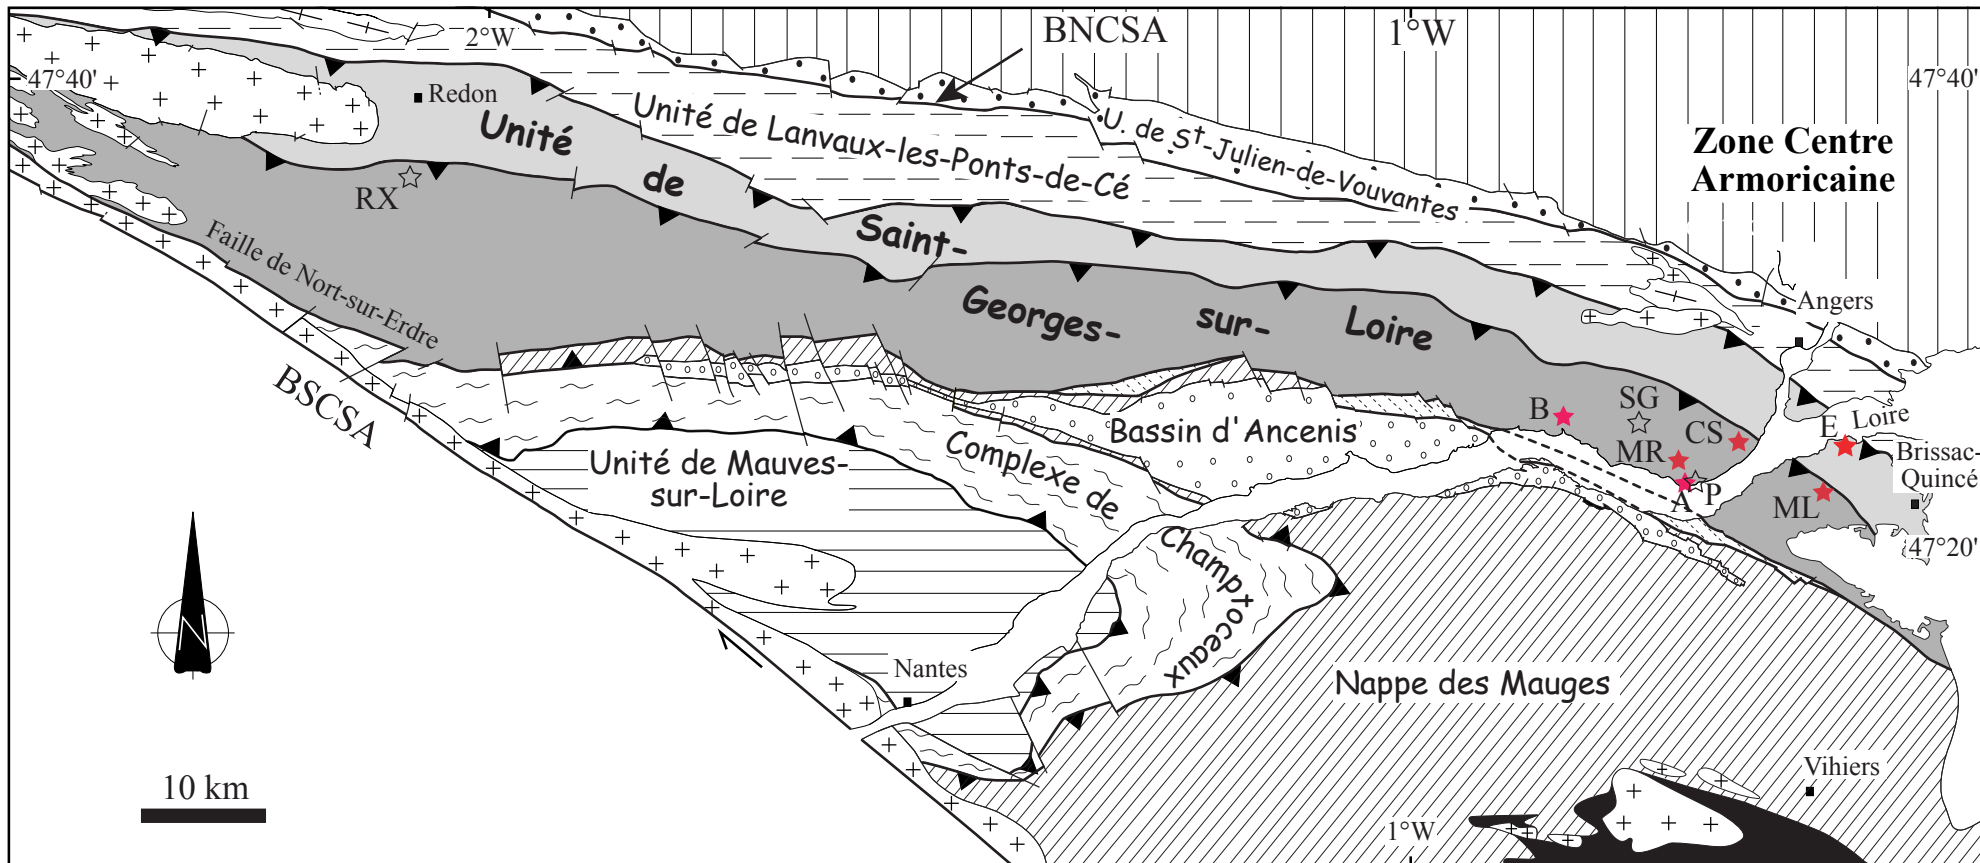 BNCSA
2°W
1°W
47°40'
47°40'
Redon
Unité
de
Saint-
Georges-
sur-
Loire
Unité de Lanvaux-les-Ponts-de-Cé
U. de St-Julien-de-Vouvantes
Zone Centre
Armoricaine
RX
Faille de Nort-sur-Erdre
BSCSA
Angers
B
SG
MR
CS
E
Loire
Brissac-
Quincé
A
P
ML
47°20'
Bassin d'Ancenis
Complexe de
Champtoceaux
Unité de Mauves-
sur-Loire
N
Nantes
Nappe des Mauges
Vihiers
10 km
1°W